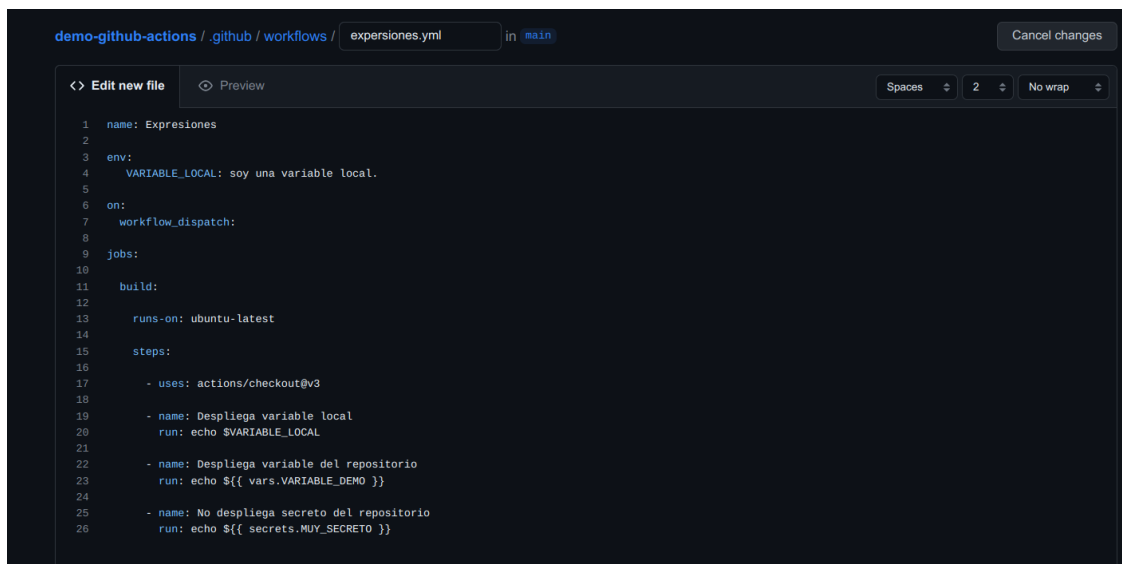 demo-github-actions / .github / workflows / expersiones.yml in main Cancel changes
<> Edit new file Preview Spaces 2 No wrap
1 name: Expresiones
2
3 env:
4 VARIABLE_LOCAL: soy una variable local.
5
6 on:
7 workflow_dispatch:
8
9 jobs:
10
11 build:
12
13 runs-on: ubuntu-latest
14
15 steps:
16
17 - uses: actions/checkout@v3
18
19 - name: Despliega variable local
20 run: echo $VARIABLE_LOCAL
21
22 - name: Despliega variable del repositorio
23 run: echo ${{ vars.VARIABLE_DEMO }}
24
25 - name: No despliega secreto del repositorio
26 run: echo ${{ secrets.MUY_SECRETO }}